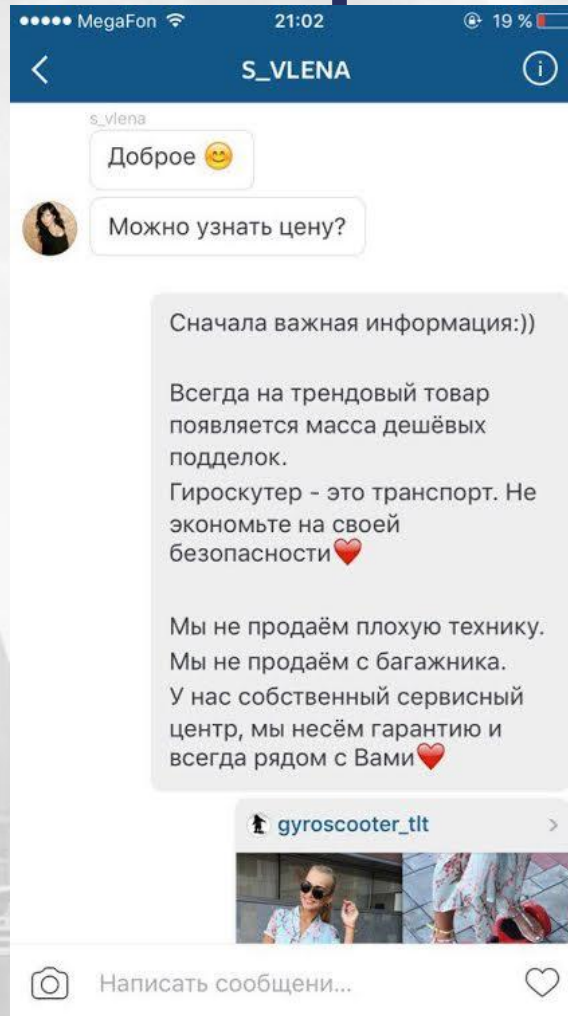 MegaFon 21:02 19 %
S_VLENA
s_vlena
Доброе 😊
Можно узнать цену?
Сначала важная информация:))
Всегда на трендовый товар
появляется масса дешёвых
подделок.
Гироскутер - это транспорт. Не
экономьте на своей
безопасности❤️
Мы не продаём плохую технику.
Мы не продаём с багажника.
У нас собственный сервисный
центр, мы несём гарантию и
всегда рядом с Вами❤️
gyroscooter_tlt
Написать сообщени...